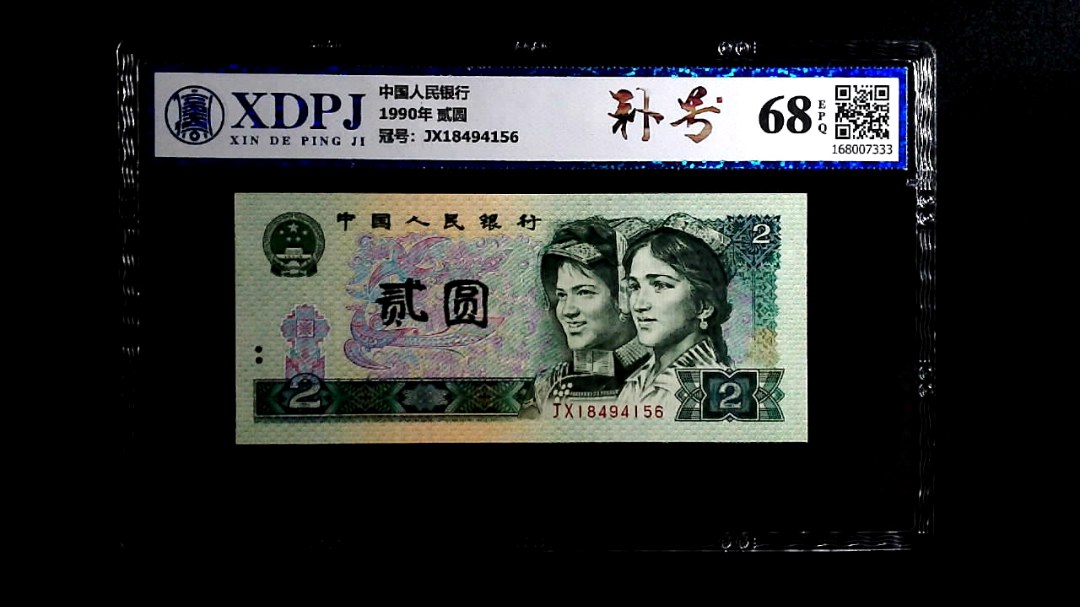 XDPJ
XIN DE PING JI
中国人民银行
1990年 贰圆
冠号: JX18494156
补号
68
EPQ
168007333
中国人民银行
2
贰圆
2
JX18494156
2